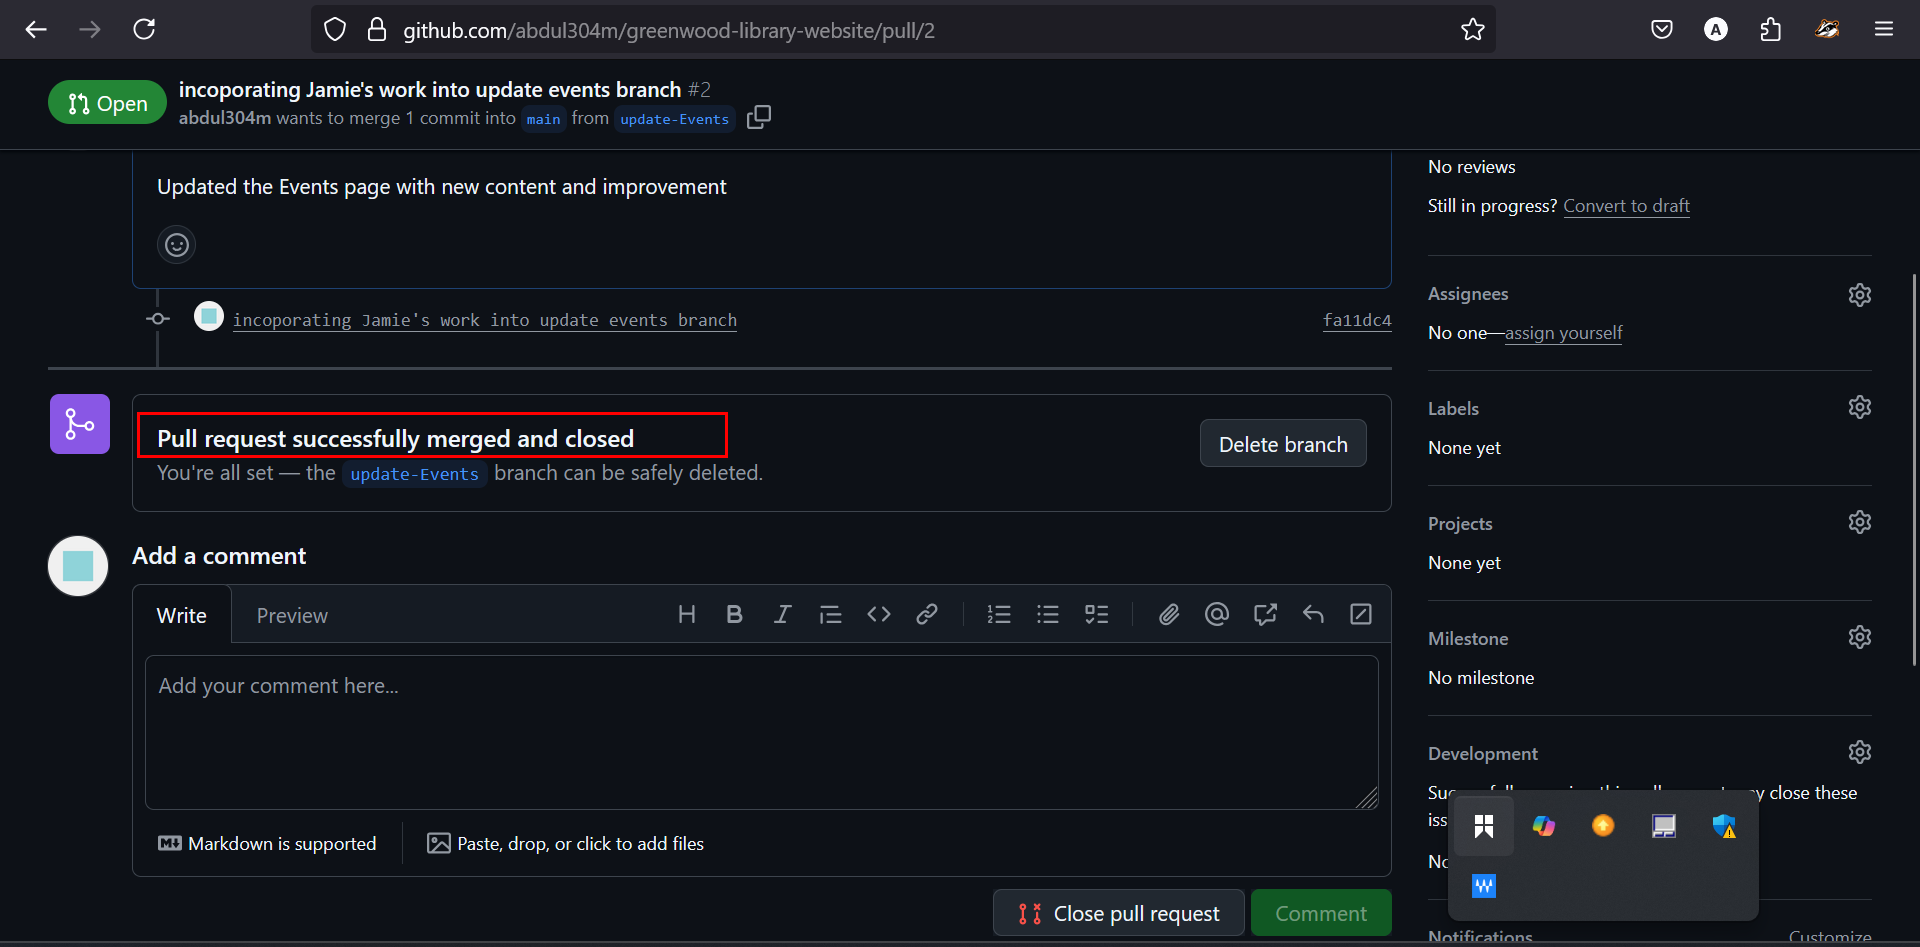 github.com/abdul304m/greenwood-library-website/pull/2
A
Open
incoporating Jamie's work into update events branch #2
abdul304m wants to merge 1 commit into main from update-Events
Updated the Events page with new content and improvement
incoporating Jamie's work into update events branch
fa11dc4
Pull request successfully merged and closed
You're all set — the update-Events branch can be safely deleted.
Delete branch
Add a comment
Write
Preview
Add your comment here...
Markdown is supported
Paste, drop, or click to add files
Close pull request
Comment
No reviews
Still in progress? Convert to draft
Assignees
No one—assign yourself
Labels
None yet
Projects
None yet
Milestone
No milestone
Development
close these
Notifications
Customize